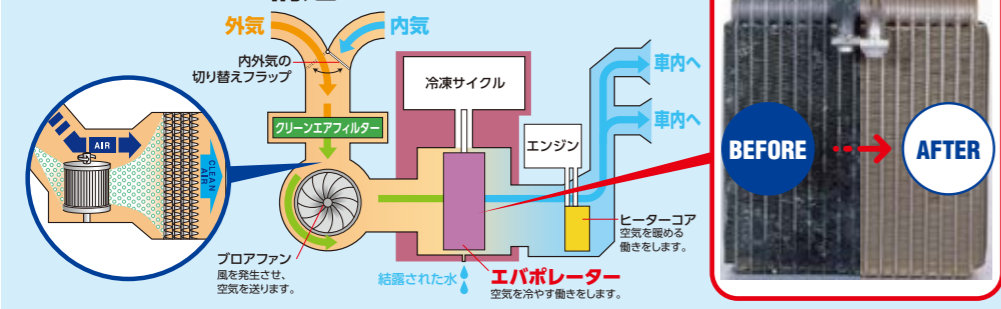 外気
内気
内外気の
切り替えフラップ
冷凍サイクル
クリーンエアフィルター
エンジン
車内へ
車内へ
AIR
CLEAN
AIR
BEFORE
AFTER
ヒーターコア
空気を暖める
働きをします。
ブロアファン
風を発生させ、
空気を送ります。
結露された水
エバポレーター
空気を冷やす働きをします。